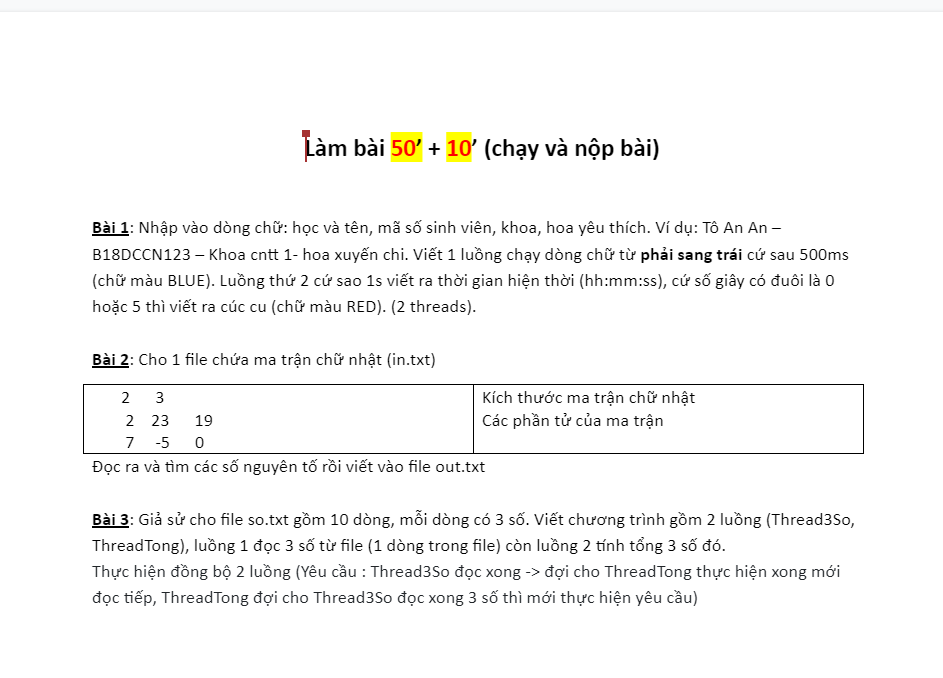 Làm bài 50’ + 10’ (chạy và nộp bài)
Bài 1: Nhập vào dòng chữ: học và tên, mã số sinh viên, khoa, hoa yêu thích. Ví dụ: Tô An An –
B18DCCN123 – Khoa cntt 1- hoa xuyến chi. Viết 1 luồng chạy dòng chữ từ phải sang trái cứ sau 500ms
(chữ màu BLUE). Luồng thứ 2 cứ sao 1s viết ra thời gian hiện thời (hh:mm:ss), cứ số giây có đuôi là 0
hoặc 5 thì viết ra cúc cu (chữ màu RED). (2 threads).
Bài 2: Cho 1 file chứa ma trận chữ nhật (in.txt)
2 3 Kích thước ma trận chữ nhật
2 23 19 Các phần tử của ma trận
7 -5 0
Đọc ra và tìm các số nguyên tố rồi viết vào file out.txt
Bài 3: Giả sử cho file so.txt gồm 10 dòng, mỗi dòng có 3 số. Viết chương trình gồm 2 luồng (Thread3So,
ThreadTong), luồng 1 đọc 3 số từ file (1 dòng trong file) còn luồng 2 tính tổng 3 số đó.
Thực hiện đồng bộ 2 luồng (Yêu cầu : Thread3So đọc xong -> đợi cho ThreadTong thực hiện xong mới
đọc tiếp, ThreadTong đợi cho Thread3So đọc xong 3 số thì mới thực hiện yêu cầu)